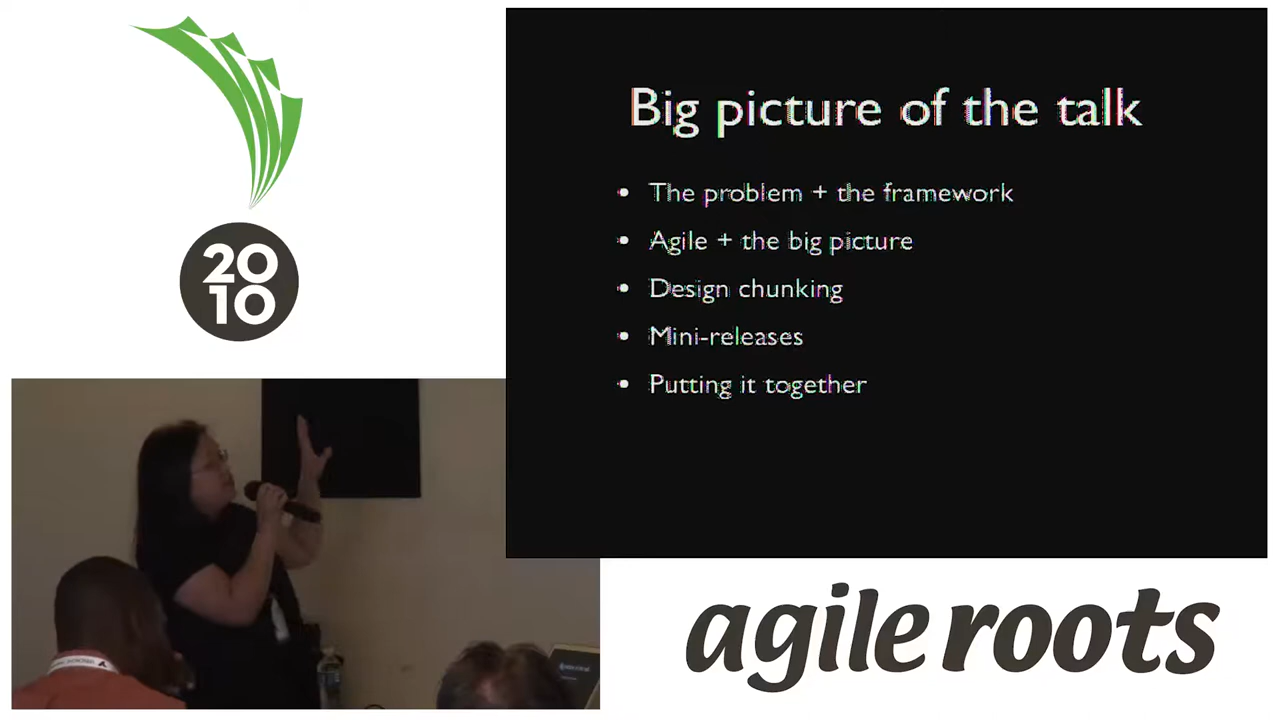 20
10
Big picture of the talk
• The problem + the framework
• Agile + the big picture
• Design chunking
• Mini-releases
• Putting it together
agile roots